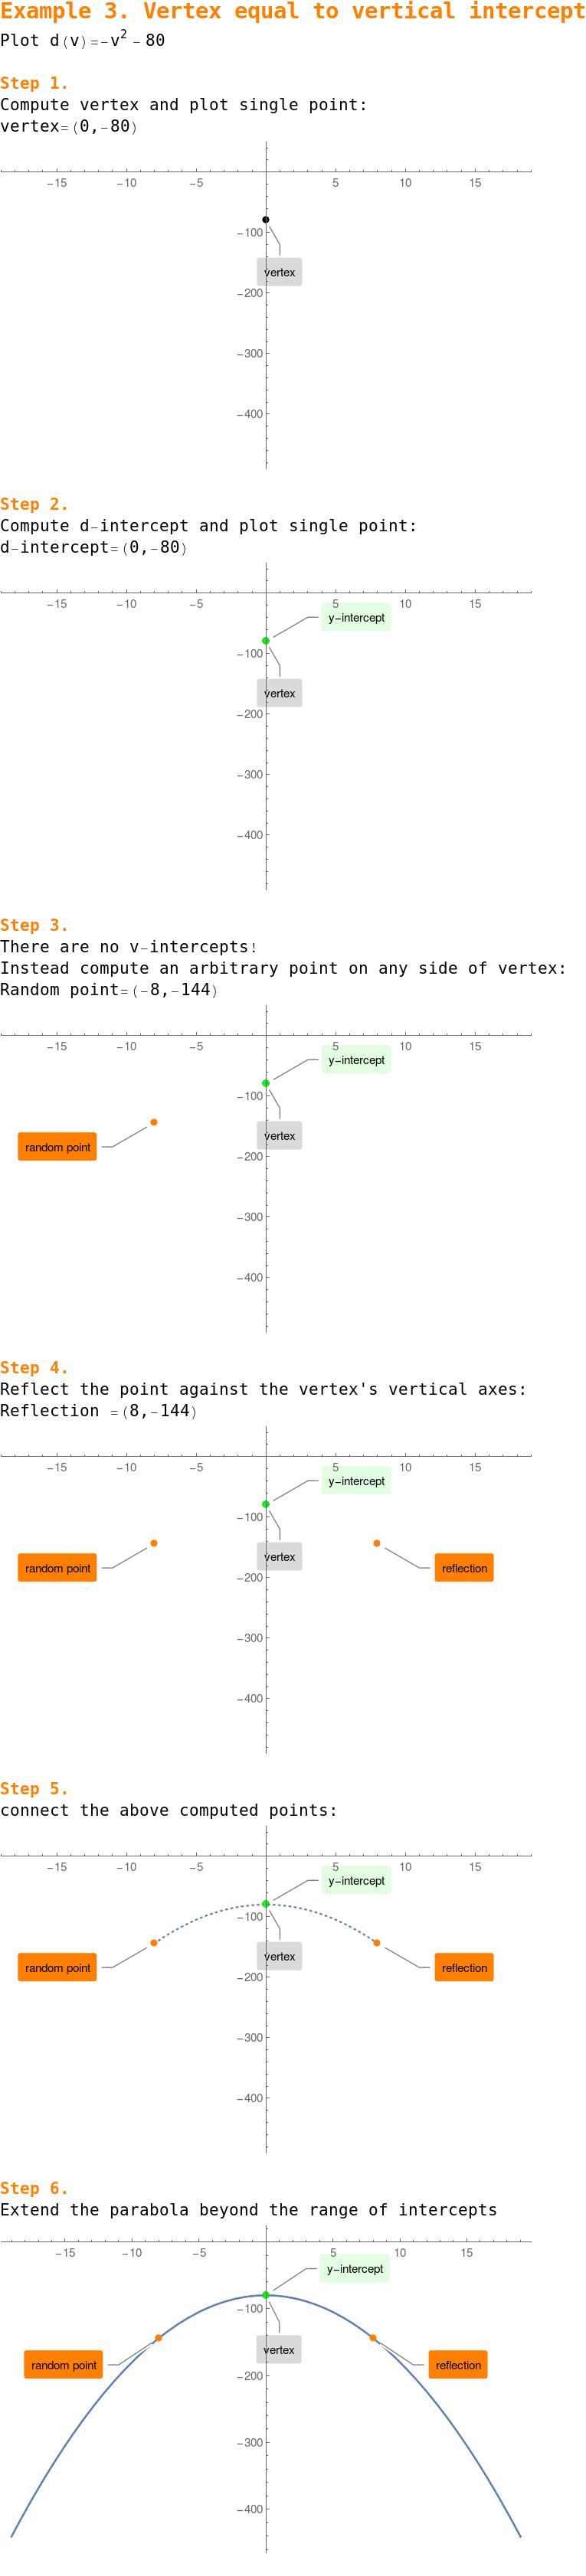 Example 3. Vertex equal to vertical intercept
Plot d(v)=-v² - 80
Step 1.
Compute vertex and plot single point:
vertex=(0,-80)
-15 -10 -5 5 10 15
-100
vertex
-200
-300
-400
Step 2.
Compute d-intercept and plot single point:
d-intercept=(0,-80)
-15 -10 -5 5 10 15
y-intercept
-100
vertex
-200
-300
-400
Step 3.
There are no v-intercepts!
Instead compute an arbitrary point on any side of vertex:
Random point=(-8,-144)
-15 -10 -5 5 10 15
y-intercept
-100
vertex
random point
-200
-300
-400
Step 4.
Reflect the point against the vertex's vertical axes:
Reflection =(8,-144)
-15 -10 -5 5 10 15
y-intercept
-100
vertex
random point reflection
-200
-300
-400
Step 5.
connect the above computed points:
-15 -10 -5 5 10 15
y-intercept
-100
vertex
random point reflection
-200
-300
-400
Step 6.
Extend the parabola beyond the range of intercepts
-15 -10 -5 5 10 15
y-intercept
-100
vertex
random point reflection
-200
-300
-400